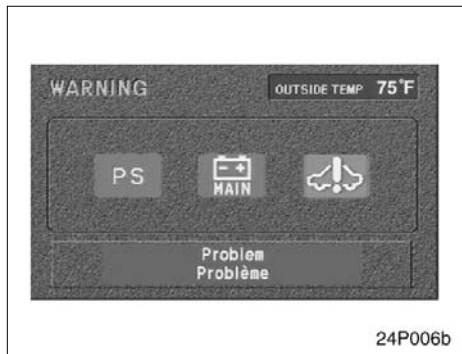 WARNING
OUTSIDE TEMP 75°F
PS
MAIN
Problem
Problème
24P006b